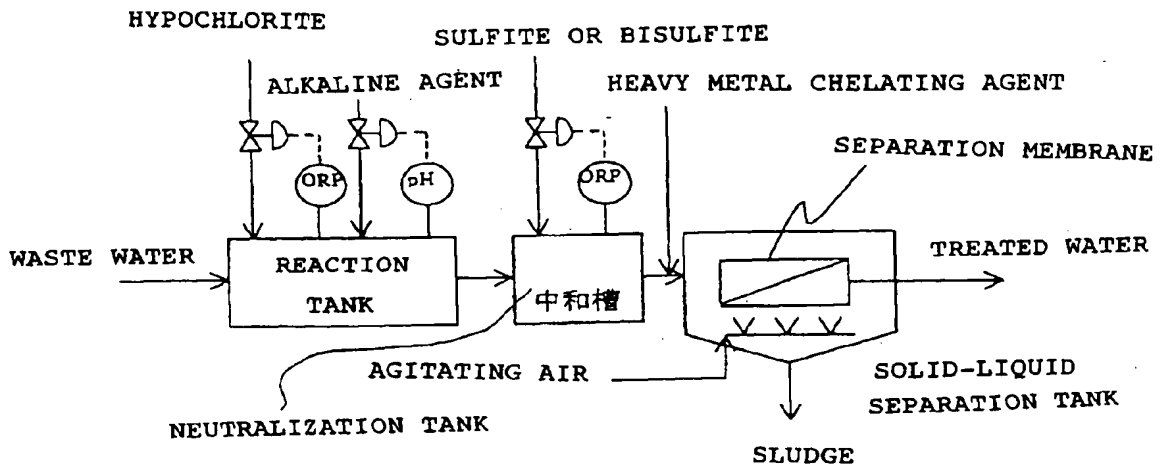 HYPOCHLORITE
SULFITE OR BISULFITE
ALKALINE AGENT
HEAVY METAL CHELATING AGENT
SEPARATION MEMBRANE
ORP
pH
ORP
WASTE WATER
REACTION
TANK
中和槽
TREATED WATER
AGITATING AIR
SOLID-LIQUID
SEPARATION TANK
NEUTRALIZATION TANK
SLUDGE